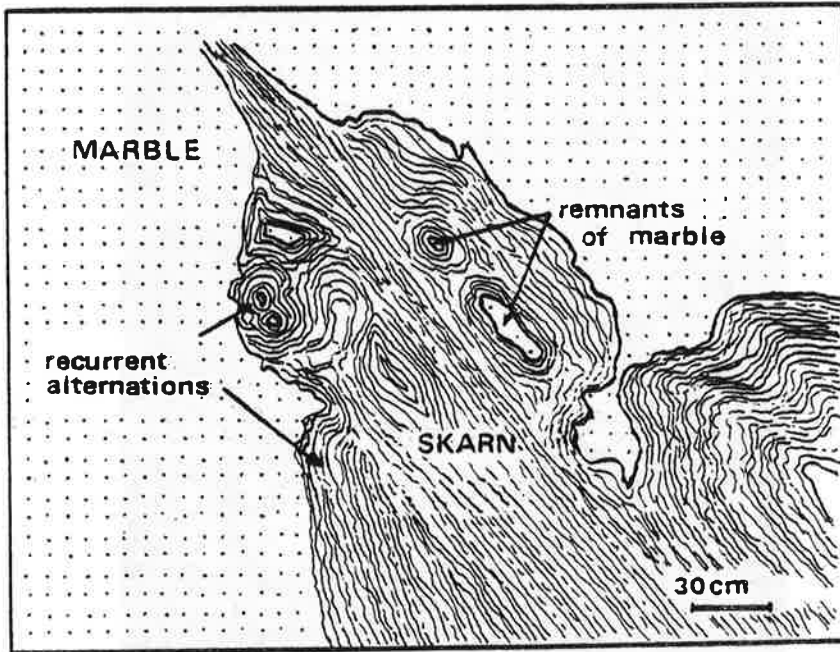 MARBLE
remnants
of marble
recurrent
alternations
SKARN
30cm